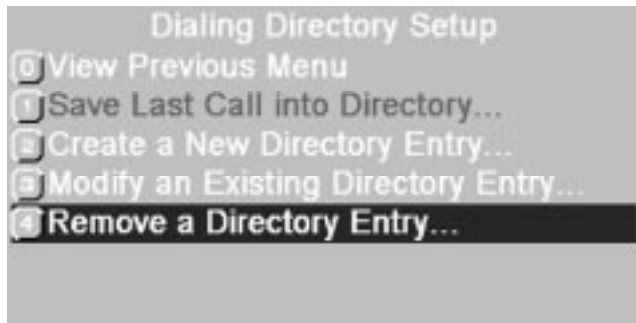 Dialing Directory Setup
0 View Previous Menu
1 Save Last Call into Directory...
2 Create a New Directory Entry...
3 Modify an Existing Directory Entry...
4 Remove a Directory Entry...